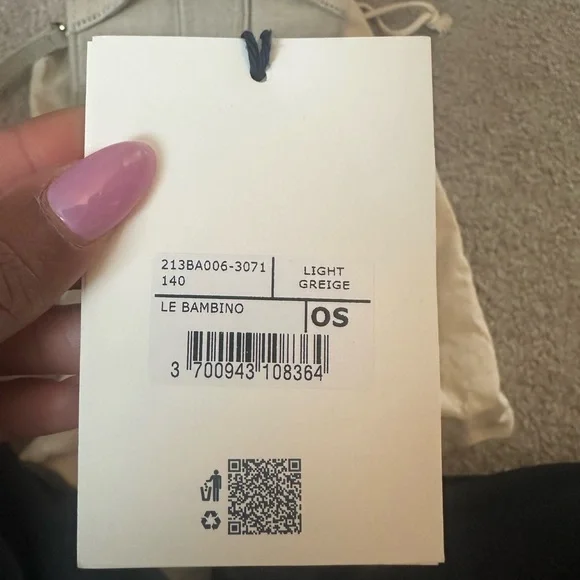 213BA006-3071
140
LIGHT
GREIGE
LE BAMBINO
OS
3 700943 108364